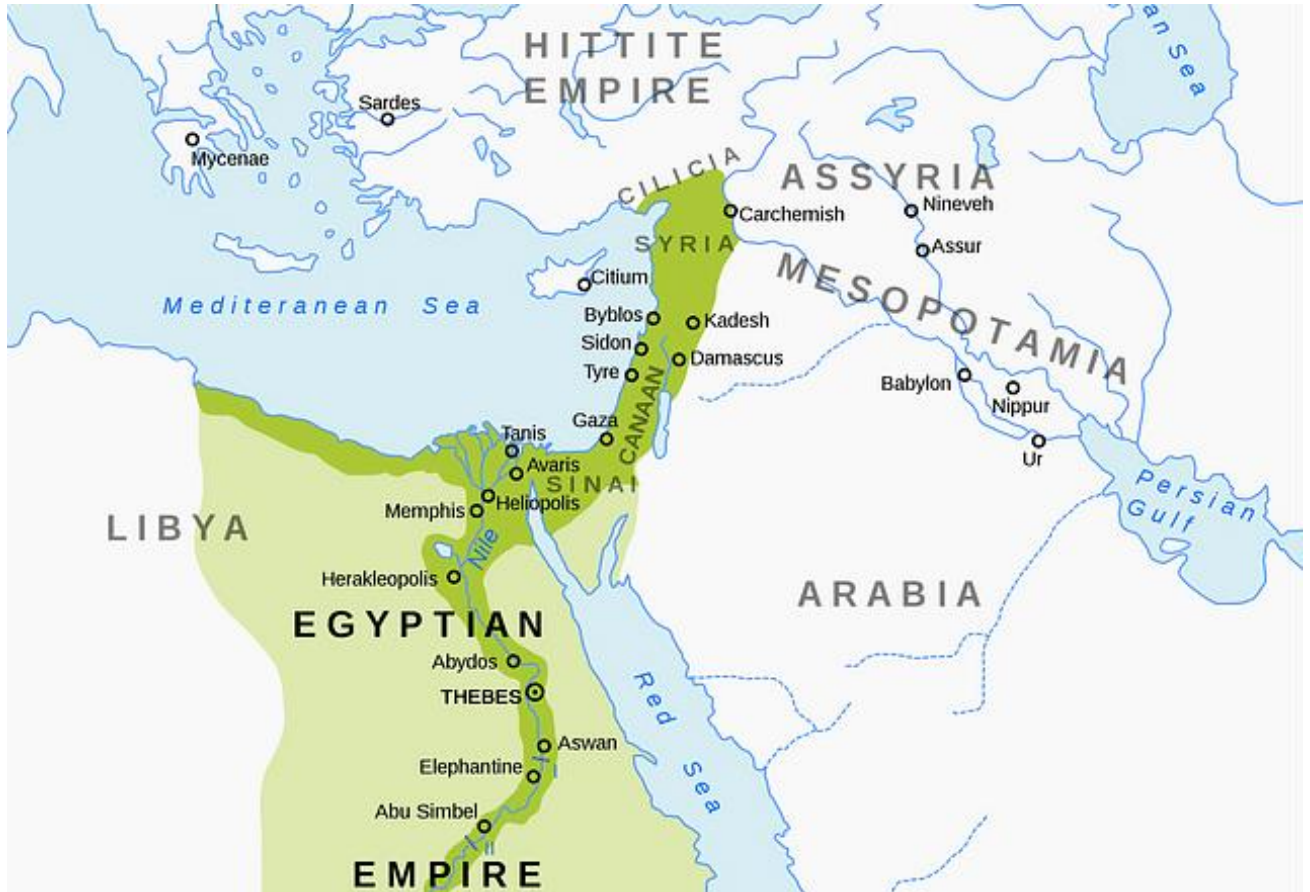 an Sea
HITTITE
EMPIRE
Sardes
Mycenae
CILICIA
ASSYRIA
Carchemish
Nineveh
SYRIA
Assur
MESOPOTAMIA
Citium
Mediteranean Sea
Byblos
Kadesh
Sidon
Damascus
Tyre
Babylon
Nippur
CANAAN
Gaza
Tanis
Ur
Avaris
SINAI
Persian
Gulf
Heliopolis
Memphis
LIBYA
Nile
Herakleopolis
ARABIA
EGYPTIAN
Abydos
THEBES
Red Sea
Aswan
Elephantine
I
Abu Simbel
II
EMPIRE